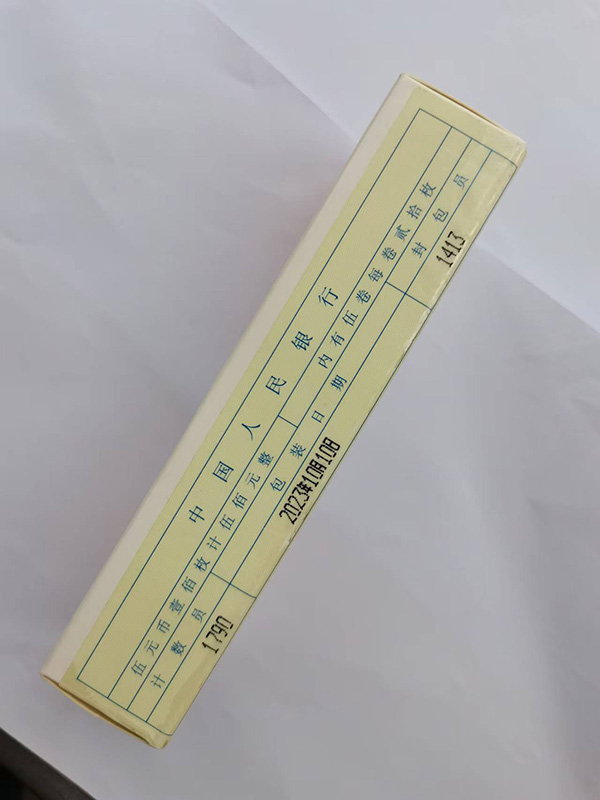 中国人民银行
伍元币壹佰枚计伍佰元整 内有伍卷每卷贰拾枚
计数员 包装日期 封包员
1790 2023年10月10日 1413